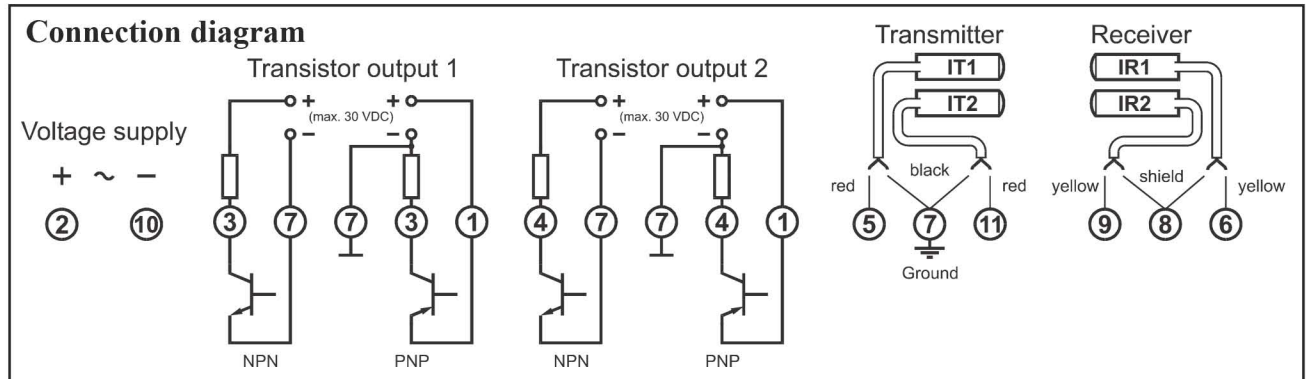 Connection diagram
Voltage supply
+ ~ −
2 10
Transistor output 1
+ +
(max. 30 VDC)
− −
3 7 7 3 1
NPN PNP
Transistor output 2
+ +
(max. 30 VDC)
− −
4 7 7 4 1
NPN PNP
Transmitter
IT1
IT2
black
red red
5 7 11
Ground
Receiver
IR1
IR2
yellow shield yellow
9 8 6